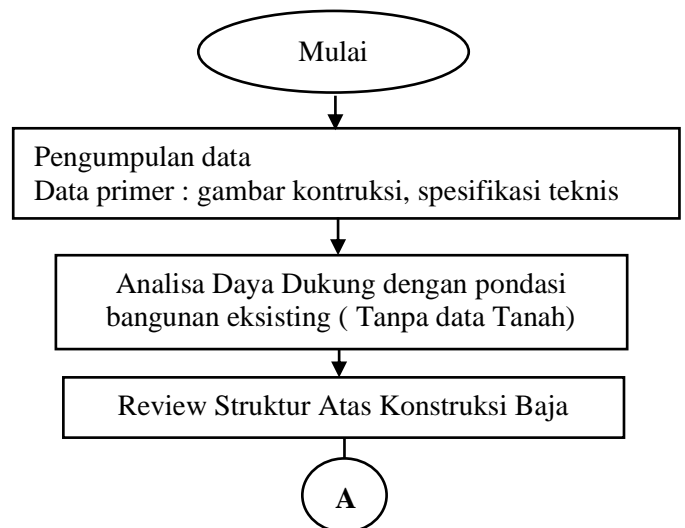 Mulai
Pengumpulan data
Data primer : gambar kontruksi, spesifikasi teknis
Analisa Daya Dukung dengan pondasi
bangunan eksisting ( Tanpa data Tanah)
Review Struktur Atas Konstruksi Baja
A